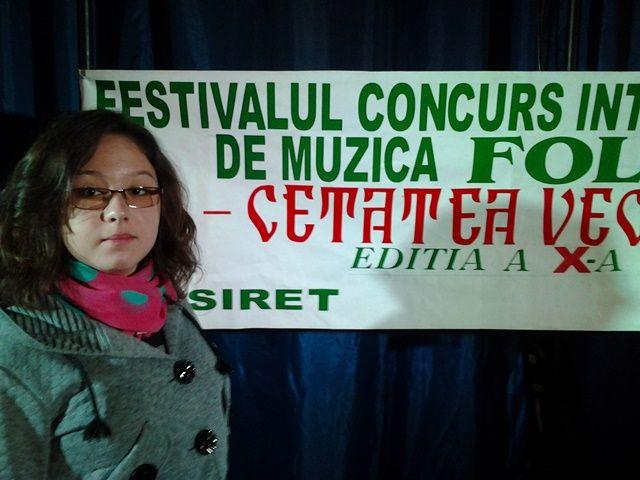 FESTIVALUL CONCURS INT
DE MUZICA FOL
- CETATEA VEC
EDITIA A X-A
SIRET